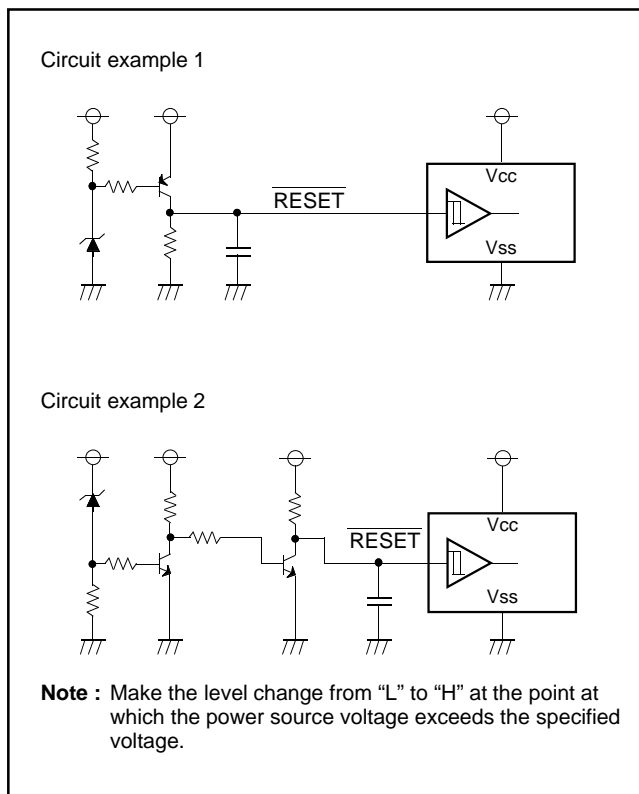 Circuit example 1
RESET
Vcc
Vss
Circuit example 2
RESET
Vcc
Vss
Note : Make the level change from “L” to “H” at the point at
which the power source voltage exceeds the specified
voltage.